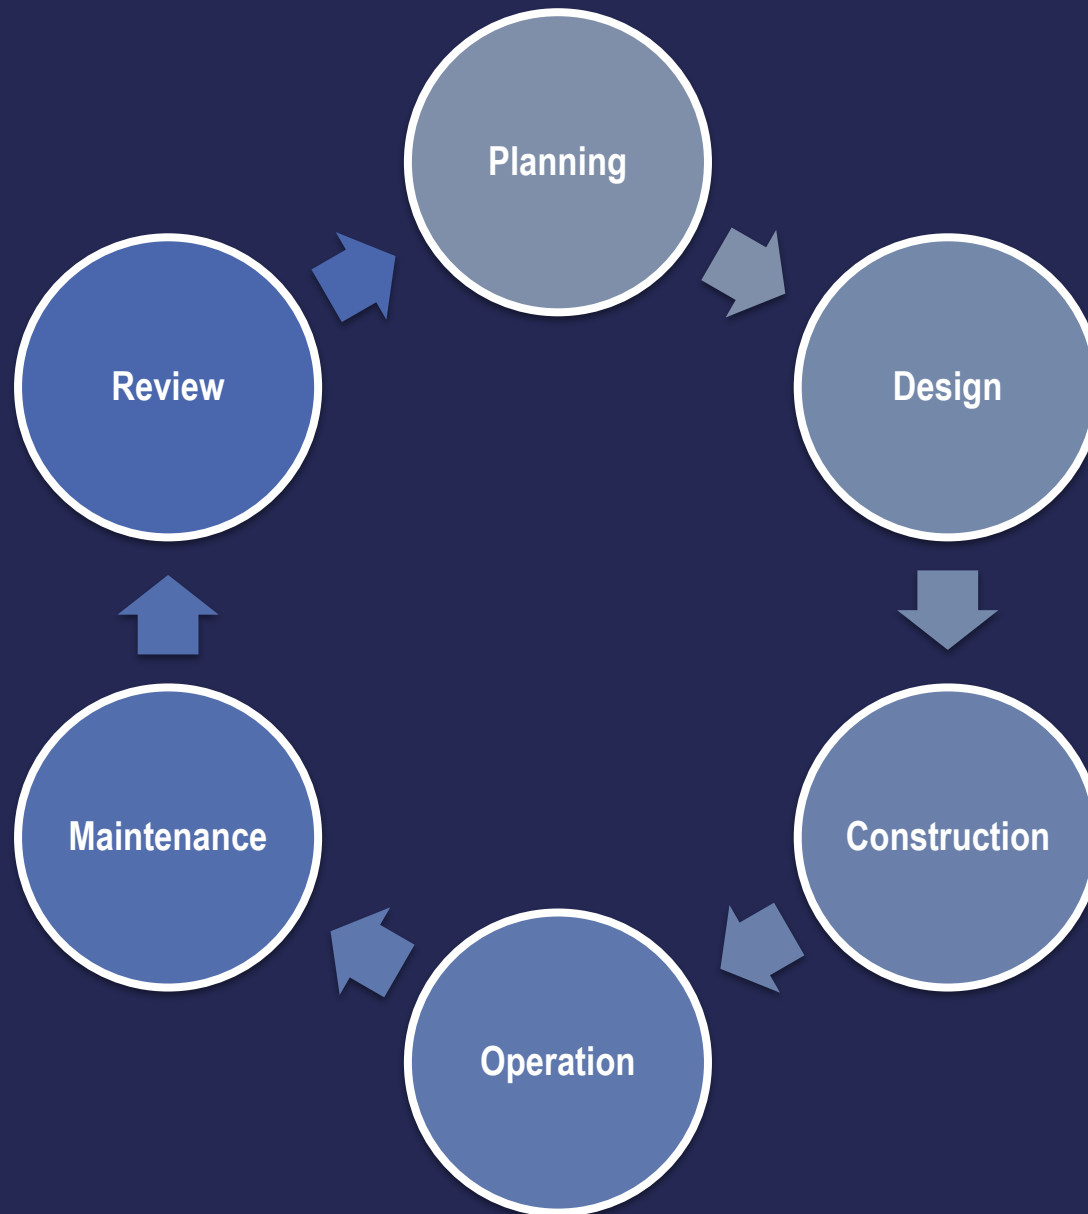 Planning
Design
Construction
Operation
Maintenance
Review